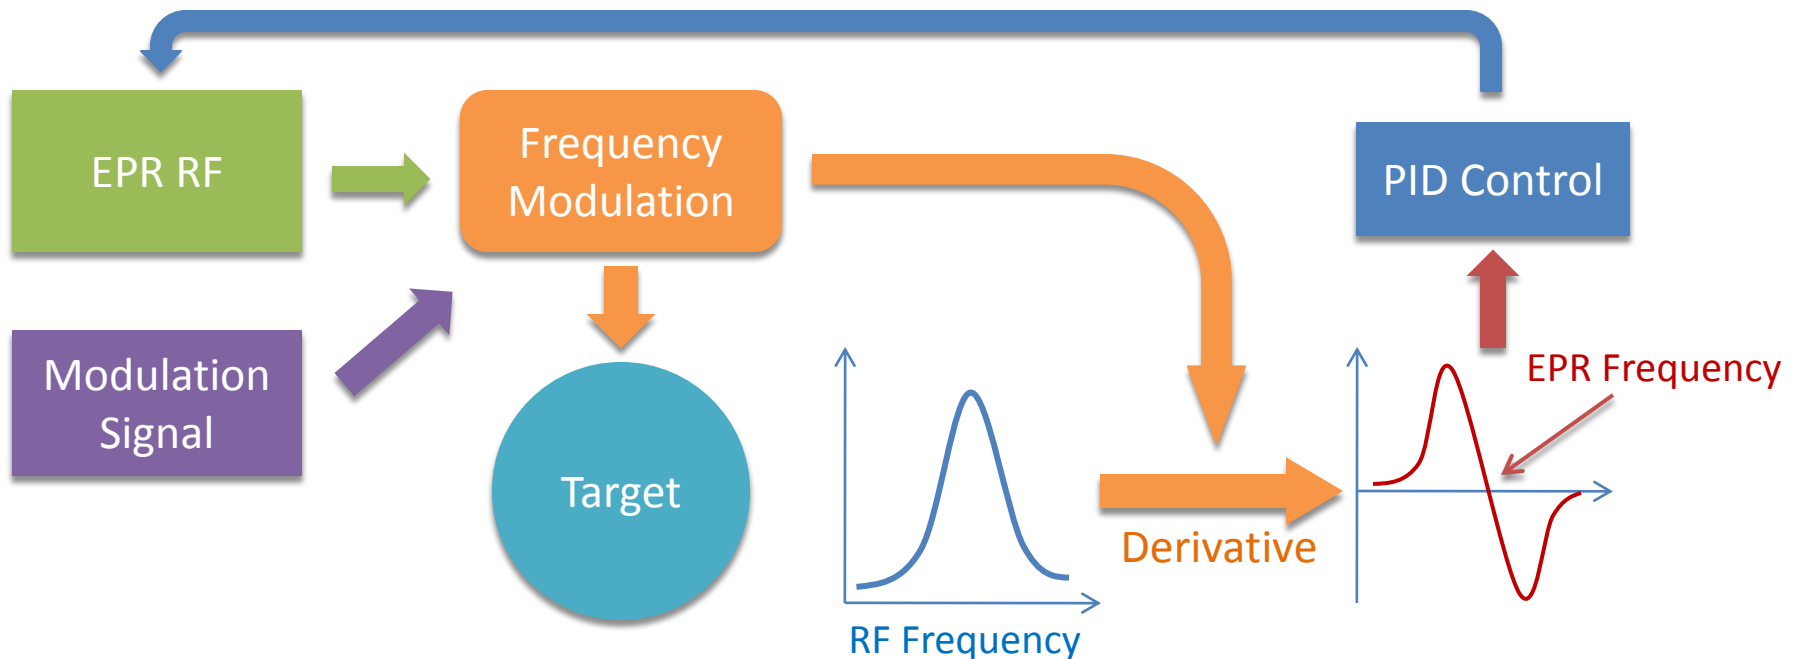 EPR RF
Frequency
Modulation
PID Control
Modulation
Signal
Target
EPR Frequency
Derivative
RF Frequency